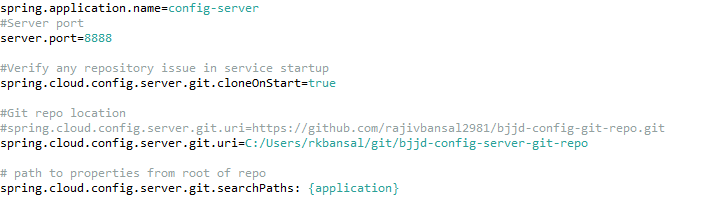 spring.application.name=config-server
#Server port
server.port=8888
#Verify any repository issue in service startup
spring.cloud.config.server.git.cloneOnStart=true
#Git repo location
#spring.cloud.config.server.git.uri=https://github.com/rajivbansal2981/bjjd-config-git-repo.git
spring.cloud.config.server.git.uri=C:/Users/rkbansal/git/bjjd-config-server-git-repo
# path to properties from root of repo
spring.cloud.config.server.git.searchPaths: {application}